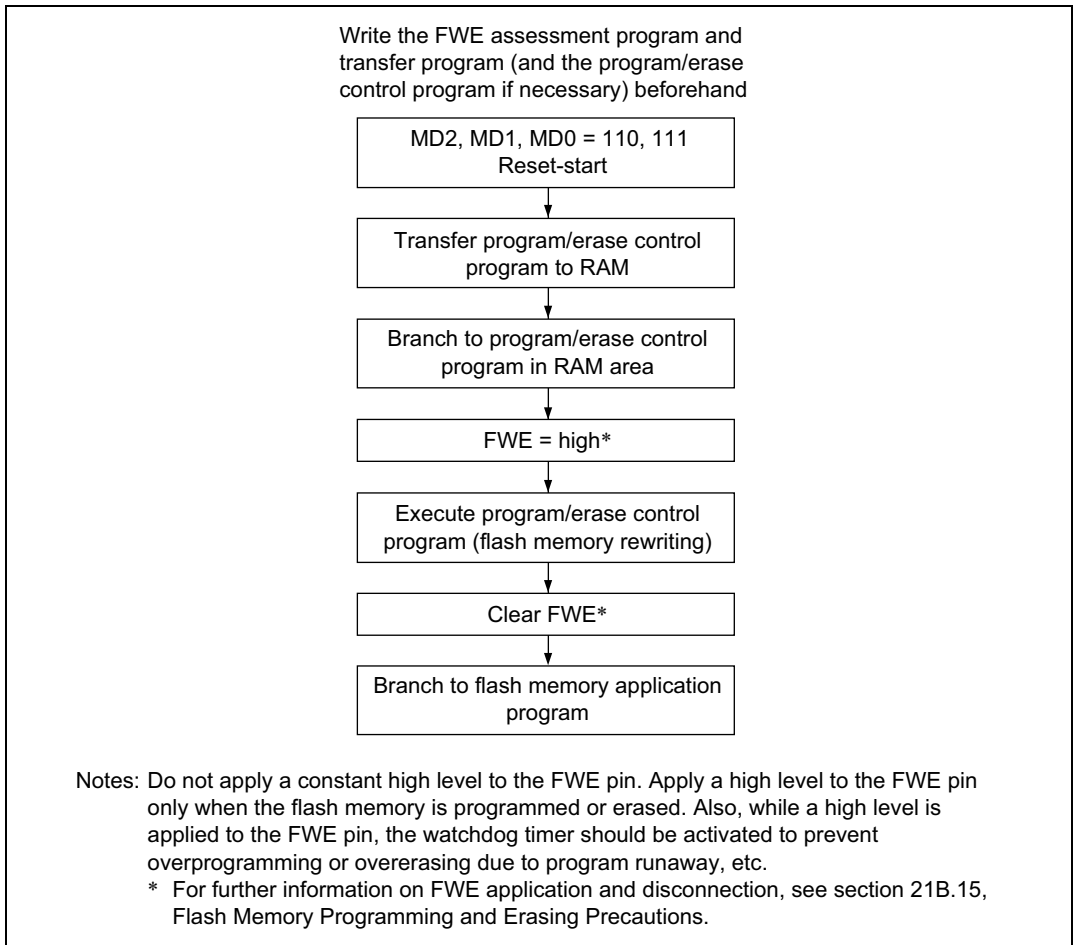 Write the FWE assessment program and
transfer program (and the program/erase
control program if necessary) beforehand
MD2, MD1, MD0 = 110, 111
Reset-start
Transfer program/erase control
program to RAM
Branch to program/erase control
program in RAM area
FWE = high*
Execute program/erase control
program (flash memory rewriting)
Clear FWE*
Branch to flash memory application
program
Notes: Do not apply a constant high level to the FWE pin. Apply a high level to the FWE pin
only when the flash memory is programmed or erased. Also, while a high level is
applied to the FWE pin, the watchdog timer should be activated to prevent
overprogramming or overerasing due to program runaway, etc.
* For further information on FWE application and disconnection, see section 21B.15,
Flash Memory Programming and Erasing Precautions.